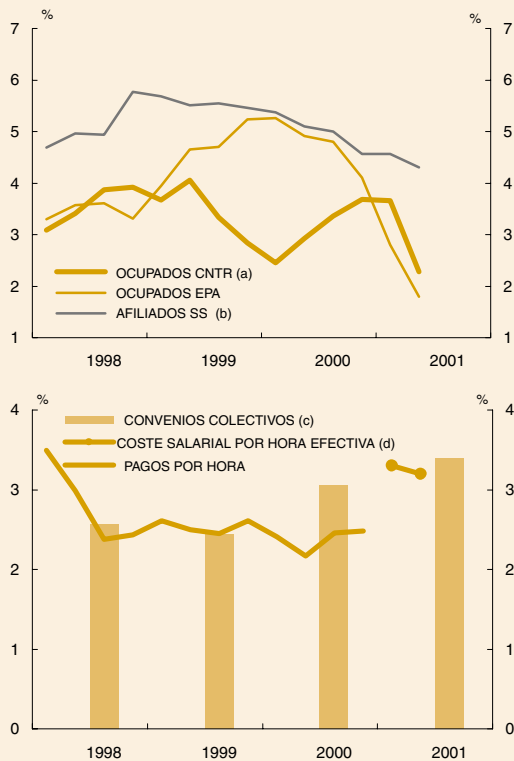 % %
7 7
6 6
5 5
4 4
3 3
OCUPADOS CNTR (a)
2 OCUPADOS EPA 2
AFILIADOS SS (b)
1 1
1998 1999 2000 2001
% %
4 4
CONVENIOS COLECTIVOS (c)
COSTE SALARIAL POR HORA EFECTIVA (d)
PAGOS POR HORA
3 3
2 2
1 1
0 0
1998 1999 2000 2001